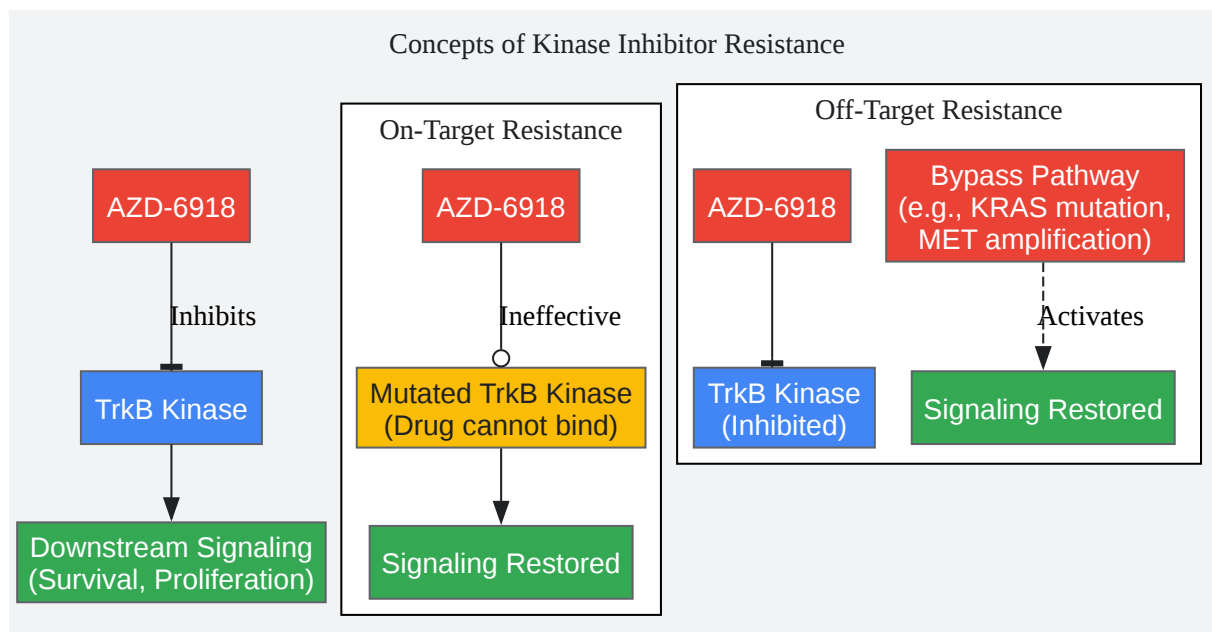 Concepts of Kinase Inhibitor Resistance
AZD-6918
Inhibits
TrkB Kinase
Downstream Signaling
(Survival, Proliferation)
On-Target Resistance
AZD-6918
Ineffective
Mutated TrkB Kinase
(Drug cannot bind)
Signaling Restored
Off-Target Resistance
AZD-6918
TrkB Kinase
(Inhibited)
Bypass Pathway
(e.g., KRAS mutation,
MET amplification)
Activates
Signaling Restored